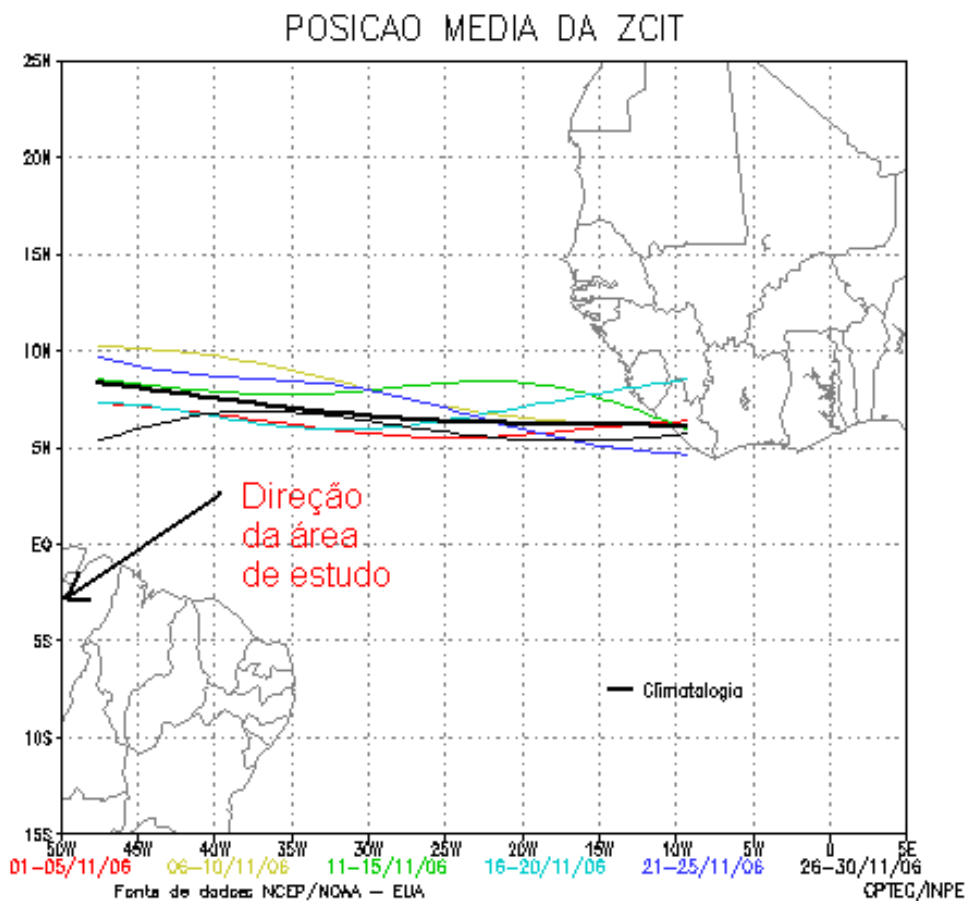 POSICAO MEDIA DA ZCIT
25N
20N
15N
10N
5N
EQ
5S
10S
15S
Direção
da área
de estudo
Climatalogia
50W 45W 40W 35W 30W 25W 20W 15W 10W 5W 0 5E
01-05/11/06 06-10/11/06 11-15/11/06 16-20/11/06 21-25/11/06 26-30/11/06
Fonte de dados NCEP/NOAA - EUA CPTEC/INPE